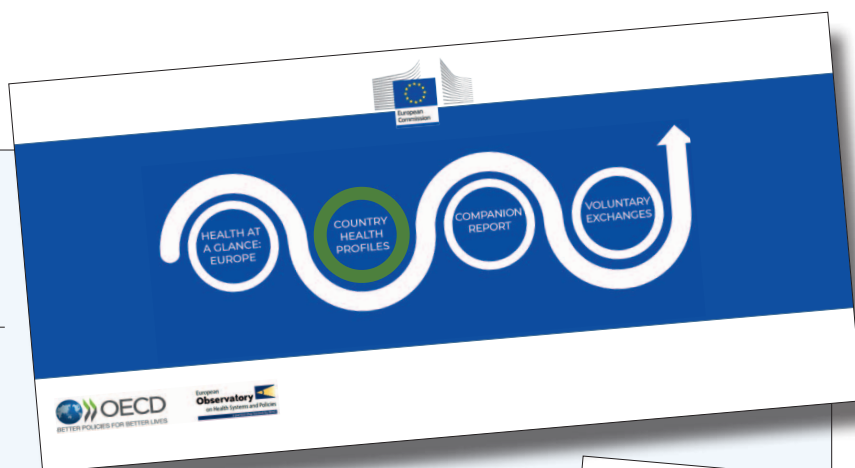 European
Commission
HEALTH AT
A GLANCE:
EUROPE
COUNTRY
HEALTH
PROFILES
COMPANION
REPORT
VOLUNTARY
EXCHANGES
OECD
BETTER POLICIES FOR BETTER LIVES
European
Observatory
on Health Systems and Policies